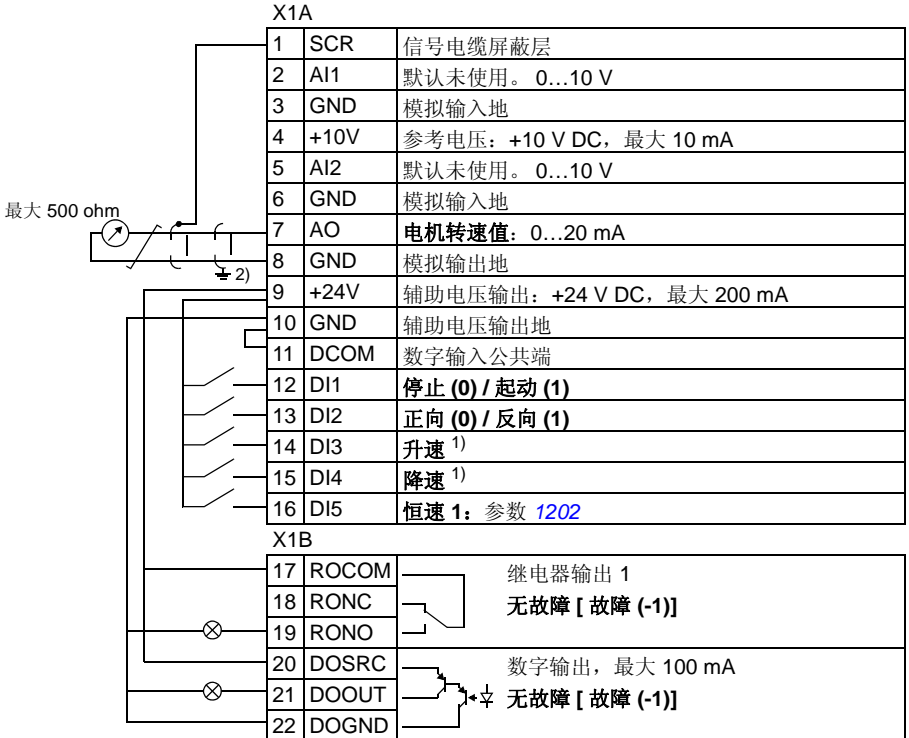 X1A
1 SCR 信号电缆屏蔽层
2 AI1 默认未使用。 0…10 V
3 GND 模拟输入地
4 +10V 参考电压：+10 V DC，最大 10 mA
5 AI2 默认未使用。 0…10 V
6 GND 模拟输入地
最大 500 ohm
7 AO 电机转速值：0…20 mA
8 GND 模拟输出地
2)
9 +24V 辅助电压输出：+24 V DC，最大 200 mA
10 GND 辅助电压输出地
11 DCOM 数字输入公共端
12 DI1 停止 (0) / 起动 (1)
13 DI2 正向 (0) / 反向 (1)
14 DI3 升速 1)
15 DI4 降速 1)
16 DI5 恒速 1：参数 1202
X1B
17 ROCOM 继电器输出 1
18 RONC 无故障 [ 故障 (-1)]
19 RONO
20 DOSRC 数字输出，最大 100 mA
21 DOOUT 无故障 [ 故障 (-1)]
22 DOGND